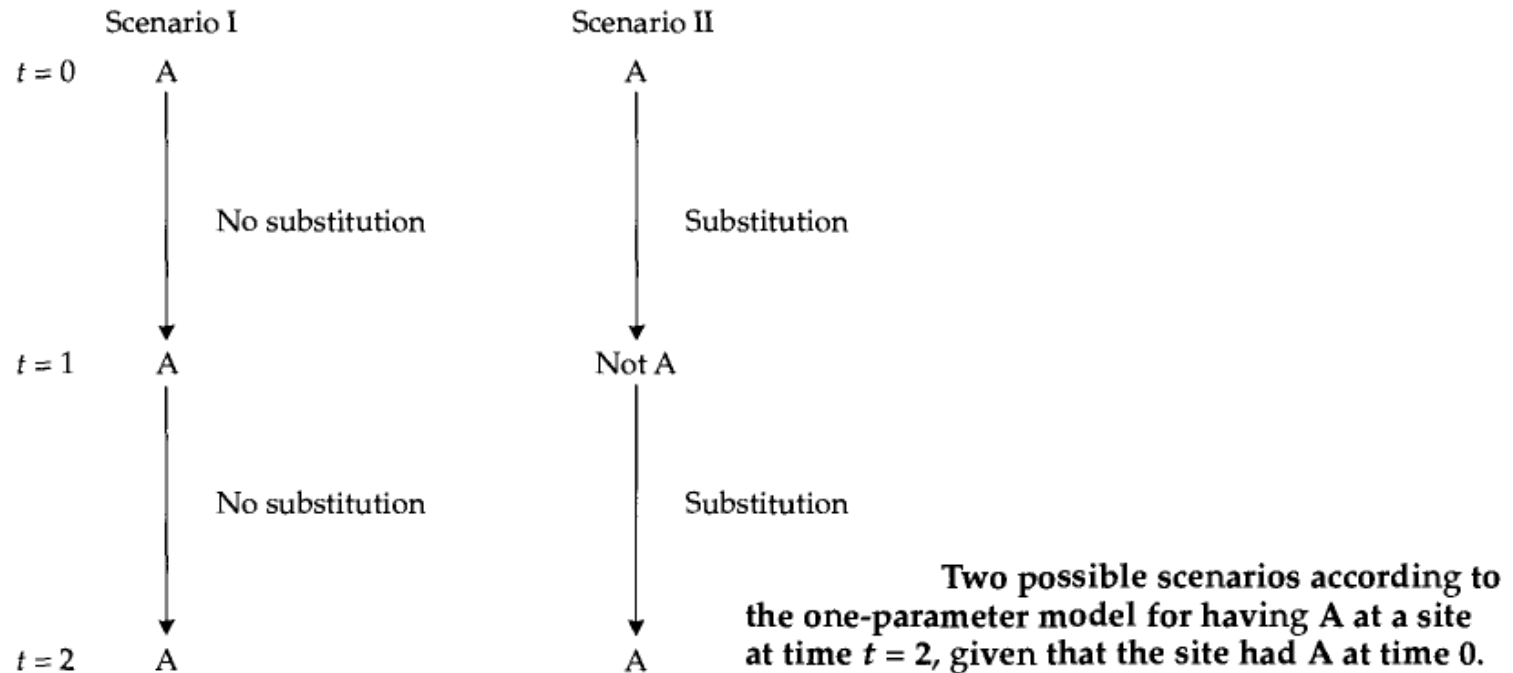 Scenario I Scenario II
t = 0 A A
No substitution Substitution
t = 1 A Not A
No substitution Substitution
Two possible scenarios according to
the one-parameter model for having A at a site
at time t = 2, given that the site had A at time 0.
t = 2 A A